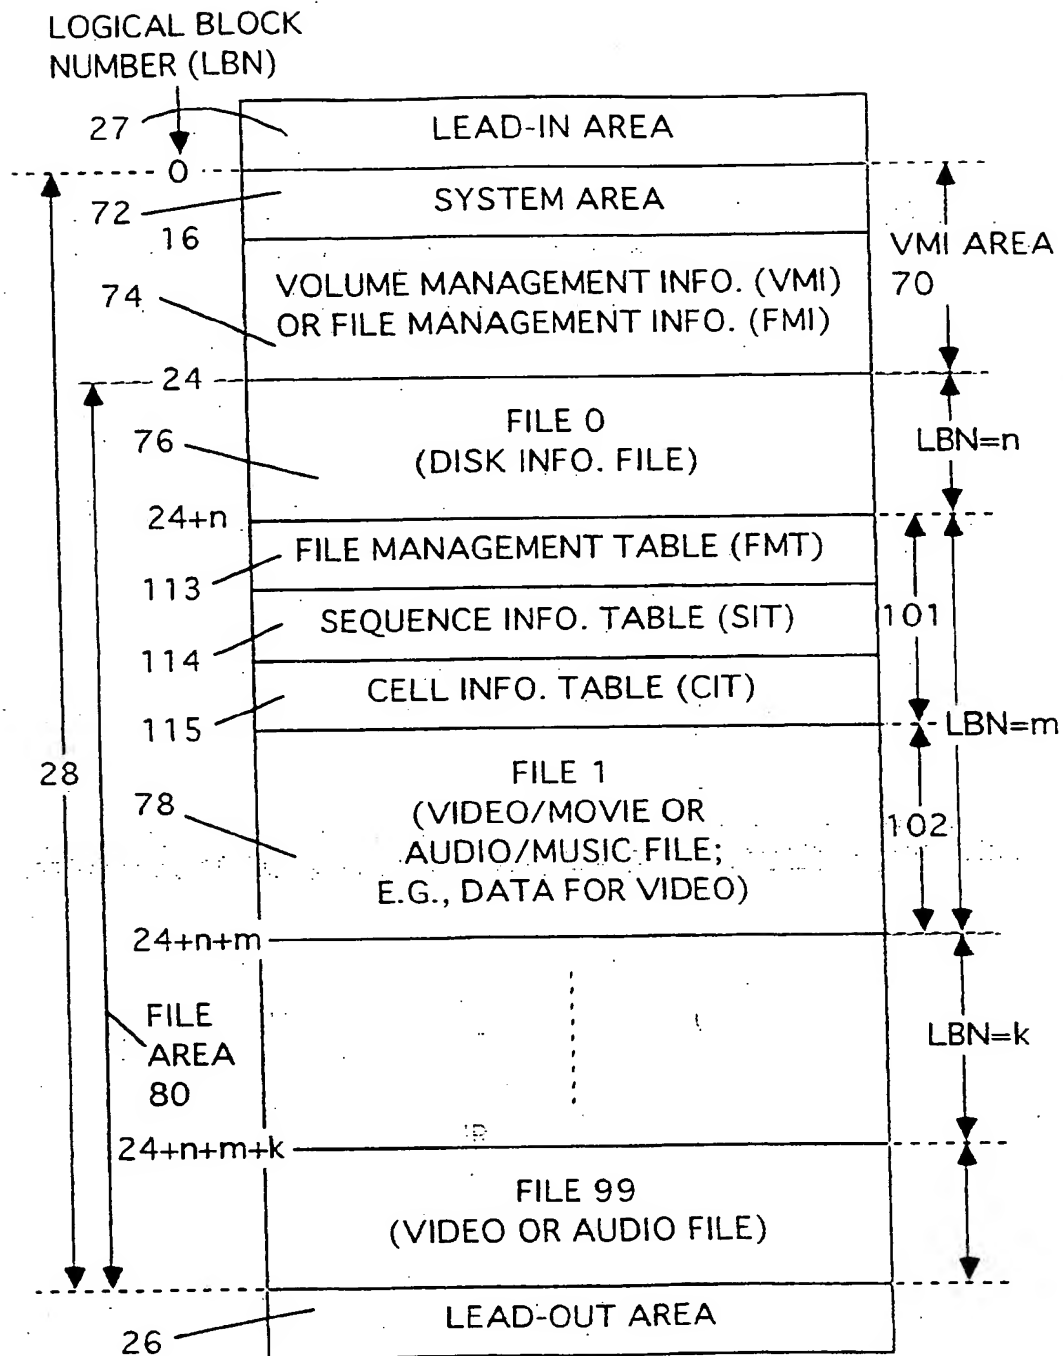 LOGICAL BLOCK
NUMBER (LBN)
27
LEAD-IN AREA
0
72
SYSTEM AREA
16
VMI AREA
70
74
VOLUME MANAGEMENT INFO. (VMI)
OR FILE MANAGEMENT INFO. (FMI)
24
76
FILE 0
(DISK INFO. FILE)
LBN=n
24+n
FILE MANAGEMENT TABLE (FMT)
113
SEQUENCE INFO. TABLE (SIT)
101
114
CELL INFO. TABLE (CIT)
115
LBN=m
28
78
FILE 1
(VIDEO/MOVIE OR
AUDIO/MUSIC FILE;
E.G., DATA FOR VIDEO)
102
24+n+m
FILE
AREA
80
LBN=k
24+n+m+k
FILE 99
(VIDEO OR AUDIO FILE)
LEAD-OUT AREA
26